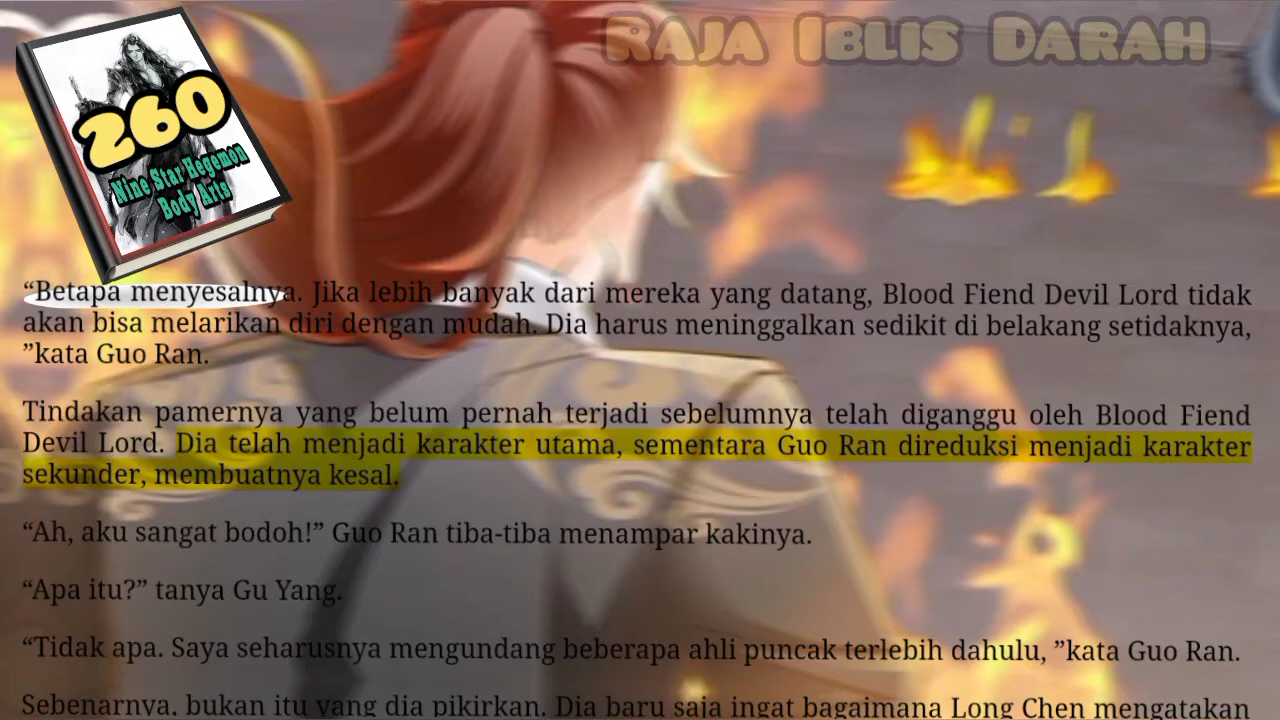 RAJA IBLIS DARAH
260
Nine Star Hegemon
Body Arts
“Betapa menyesalnya. Jika lebih banyak dari mereka yang datang, Blood Fiend Devil Lord tidak
akan bisa melarikan diri dengan mudah. Dia harus meninggalkan sedikit di belakang setidaknya,
”kata Guo Ran.
Tindakan pamernya yang belum pernah terjadi sebelumnya telah diganggu oleh Blood Fiend
Devil Lord. Dia telah menjadi karakter utama, sementara Guo Ran direduksi menjadi karakter
sekunder, membuatnya kesal.
“Ah, aku sangat bodoh!” Guo Ran tiba-tiba menampar kakinya.
“Apa itu?” tanya Gu Yang.
“Tidak apa. Saya seharusnya mengundang beberapa ahli puncak terlebih dahulu, ”kata Guo Ran.
Sebenarnya, bukan itu yang dia pikirkan. Dia baru saja ingat bagaimana Long Chen mengatakan